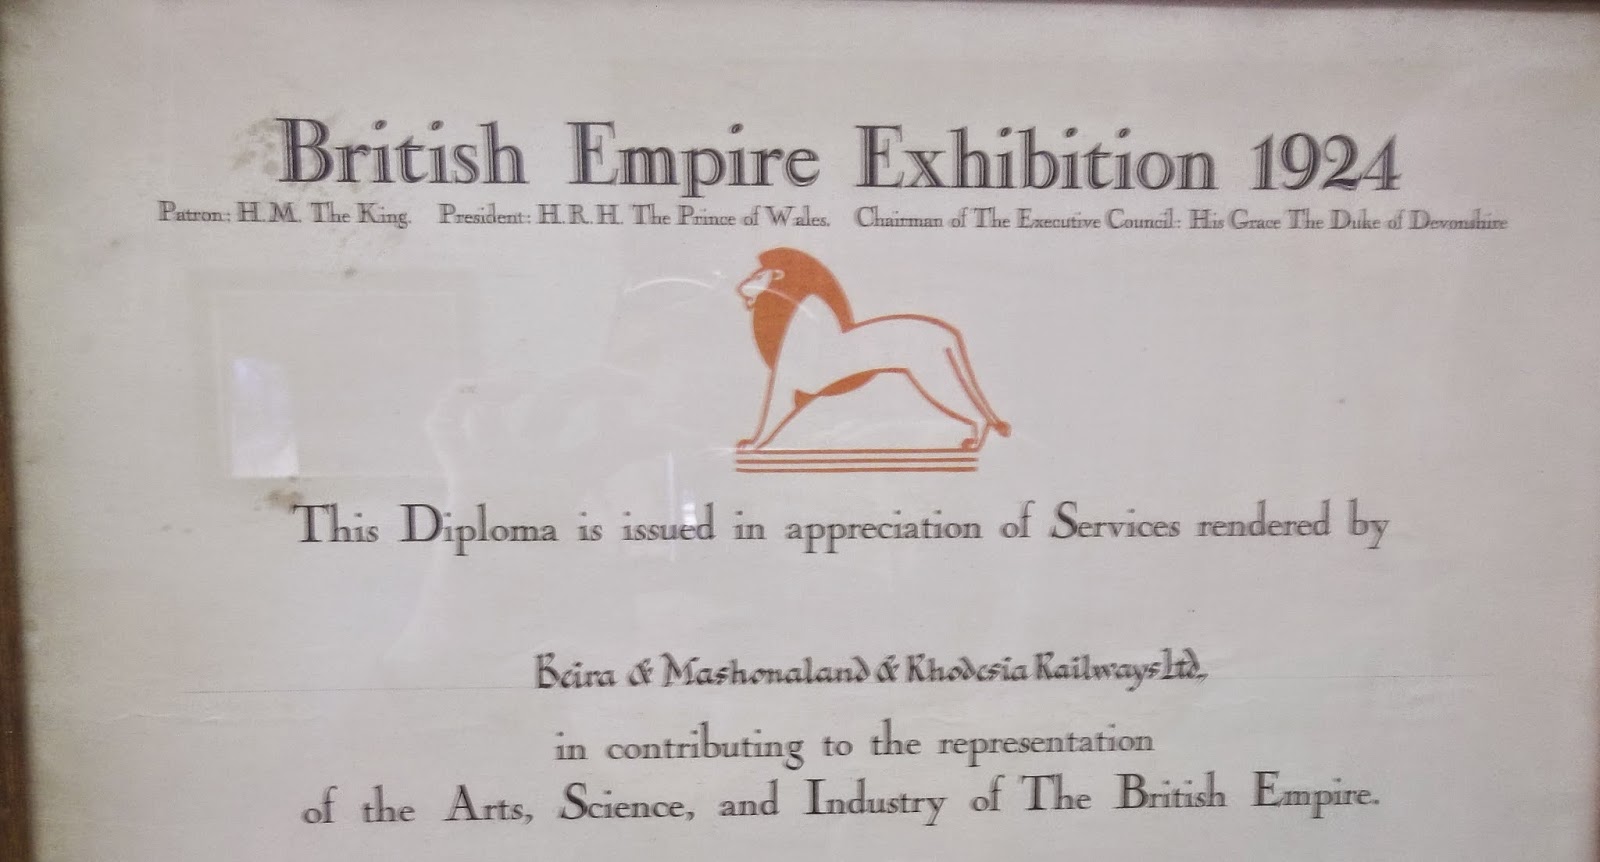 British Empire Exhibition 1924
Patron: H.M. The King. President: H.R.H. The Prince of Wales. Chairman of The Executive Council: His Grace The Duke of Devonshire
This Diploma is issued in appreciation of Services rendered by
Beira & Mashonaland & Rhodesia Railways Ltd.,
in contributing to the representation
of the Arts, Science, and Industry of The British Empire.